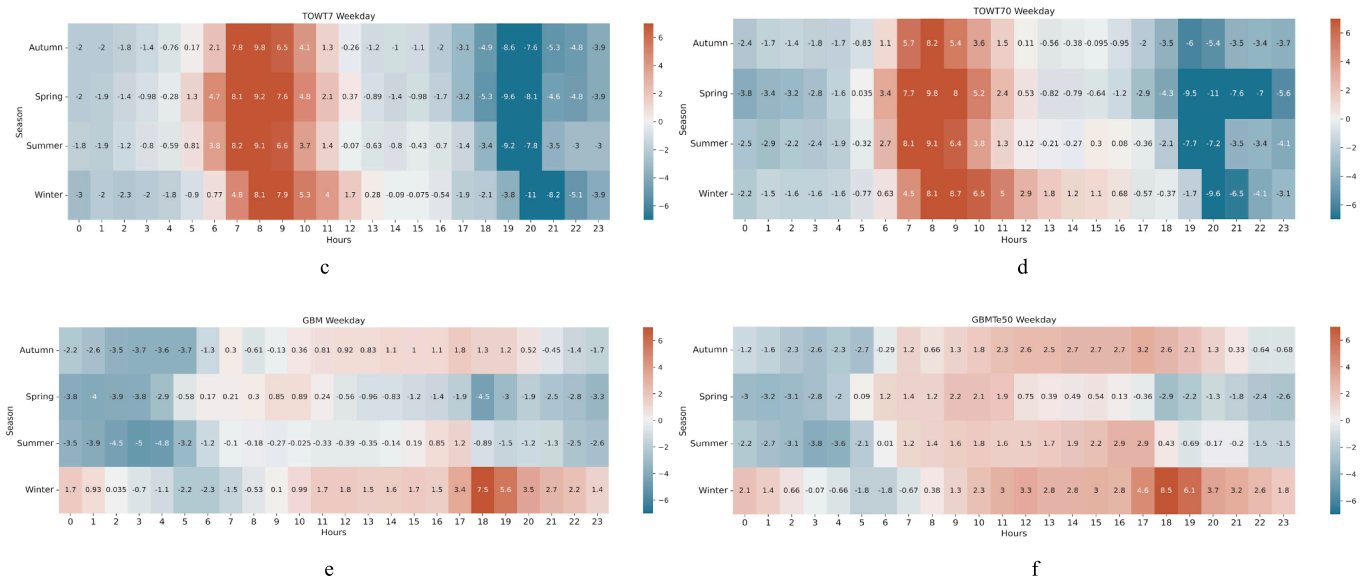 TOWT7 Weekday
Autumn -2 -2 -1.8 -1.4 -0.76 0.17 2.1 7.8 9.8 6.5 4.1 1.3 -0.26 -1.2 -1 -1.1 -2 -3.1 -4.9 -8.6 -7.6 -5.3 -4.8 -3.9
Spring -2 -1.9 -1.4 -0.98 -0.28 1.3 4.7 8.1 9.2 7.6 4.8 2.1 0.37 -0.89 -1.4 -0.98 -1.7 -3.2 -5.3 -9.6 -8.1 -4.6 -4.8 -3.9
Summer -1.8 -1.9 -1.2 -0.8 -0.59 0.81 3.8 8.2 9.1 6.6 3.7 1.4 -0.07 -0.63 -0.8 -0.43 -0.7 -1.4 -3.4 -9.2 -7.8 -3.5 -3 -3
Winter -3 -2 -2.3 -2 -1.8 -0.9 0.77 4.8 8.1 7.9 5.3 4 1.7 0.28 -0.09 -0.075 -0.54 -1.9 -2.1 -3.8 -11 -8.2 -5.1 -3.9
0 1 2 3 4 5 6 7 8 9 10 11 12 13 14 15 16 17 18 19 20 21 22 23
Hours
Season
6
4
2
0
−2
−4
−6
c
TOWT70 Weekday
Autumn -2.4 -1.7 -1.4 -1.8 -1.7 -0.83 1.1 5.7 8.2 5.4 3.6 1.5 0.11 -0.56 -0.38 -0.095 -0.95 -2 -3.5 -6 -5.4 -3.5 -3.4 -3.7
Spring -3.8 -3.4 -3.2 -2.8 -1.6 0.035 3.4 7.7 9.8 8 5.2 2.4 0.53 -0.82 -0.79 -0.64 -1.2 -2.9 -4.3 -9.5 -11 -7.6 -7 -5.6
Summer -2.5 -2.9 -2.2 -2.4 -1.9 -0.32 2.7 8.1 9.1 6.4 3.8 1.3 0.12 -0.21 -0.27 0.3 0.08 -0.36 -2.1 -7.7 -7.2 -3.5 -3.4 -4.1
Winter -2.2 -1.5 -1.6 -1.6 -1.6 -0.77 0.63 4.5 8.1 8.7 6.5 5 2.9 1.8 1.2 1.1 0.68 -0.57 -0.37 -1.7 -9.6 -6.5 -4.1 -3.1
0 1 2 3 4 5 6 7 8 9 10 11 12 13 14 15 16 17 18 19 20 21 22 23
Hours
Season
6
4
2
0
−2
−4
−6
d
GBM Weekday
Autumn -2.2 -2.6 -3.5 -3.7 -3.6 -3.7 -1.3 0.3 -0.61 -0.13 0.36 0.81 0.92 0.83 1.1 1 1.1 1.8 1.3 1.2 0.52 -0.45 -1.4 -1.7
Spring -3.8 -4 -3.9 -3.8 -2.9 -0.58 0.17 0.21 0.3 0.85 0.89 0.24 -0.56 -0.96 -0.83 -1.2 -1.4 -1.9 -4.5 -3 -1.9 -2.5 -2.8 -3.3
Summer -3.5 -3.9 -4.5 -5 -4.8 -3.2 -1.2 -0.1 -0.18 -0.27 -0.025 -0.33 -0.39 -0.35 -0.14 0.19 0.85 1.2 -0.89 -1.5 -1.2 -1.3 -2.5 -2.6
Winter 1.7 0.93 0.035 -0.7 -1.1 -2.2 -2.3 -1.5 -0.53 0.1 0.99 1.7 1.8 1.5 1.6 1.7 1.5 3.4 7.5 5.6 3.5 2.7 2.2 1.4
0 1 2 3 4 5 6 7 8 9 10 11 12 13 14 15 16 17 18 19 20 21 22 23
Hours
Season
6
4
2
0
−2
−4
−6
e
GBMTe50 Weekday
Autumn -1.2 -1.6 -2.3 -2.6 -2.3 -2.7 -0.29 1.2 0.66 1.3 1.8 2.3 2.6 2.5 2.7 2.7 2.7 3.2 2.6 2.1 1.3 0.33 -0.64 -0.68
Spring -3 -3.2 -3.1 -2.8 -2 0.09 1.2 1.4 1.2 2.2 2.1 1.9 0.75 0.39 0.49 0.54 0.13 -0.36 -2.9 -2.2 -1.3 -1.8 -2.4 -2.6
Summer -2.2 -2.7 -3.1 -3.8 -3.6 -2.1 0.01 1.2 1.4 1.6 1.8 1.6 1.5 1.7 1.9 2.2 2.9 2.9 0.43 -0.69 -0.17 -0.2 -1.5 -1.5
Winter 2.1 1.4 0.66 -0.07 -0.66 -1.8 -1.8 -0.67 0.38 1.3 2.3 3 3.3 2.8 2.8 3 2.8 4.6 8.5 6.1 3.7 3.2 2.6 1.8
0 1 2 3 4 5 6 7 8 9 10 11 12 13 14 15 16 17 18 19 20 21 22 23
Hours
Season
6
4
2
0
−2
−4
−6
f